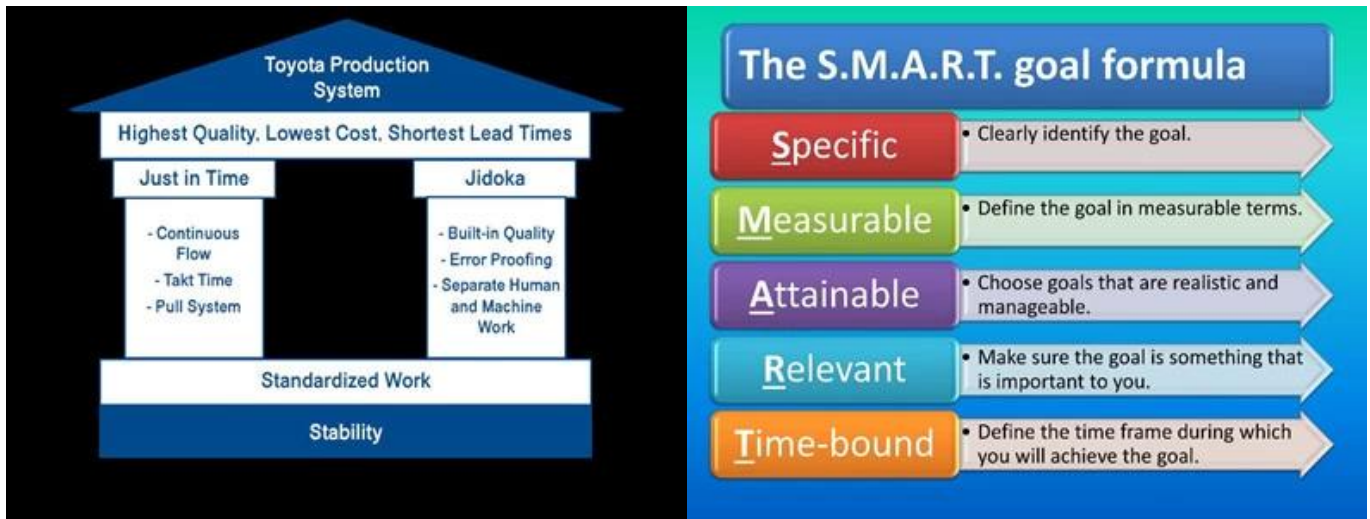 Toyota Production
System
Highest Quality, Lowest Cost, Shortest Lead Times
Just in Time
- Continuous
Flow
- Takt Time
- Pull System
Jidoka
- Built-in Quality
- Error Proofing
- Separate Human
and Machine
Work
Standardized Work
Stability
The S.M.A.R.T. goal formula
Specific
• Clearly identify the goal.
Measurable
• Define the goal in measurable terms.
Attainable
• Choose goals that are realistic and
manageable.
Relevant
• Make sure the goal is something that
is important to you.
Time-bound
• Define the time frame during which
you will achieve the goal.